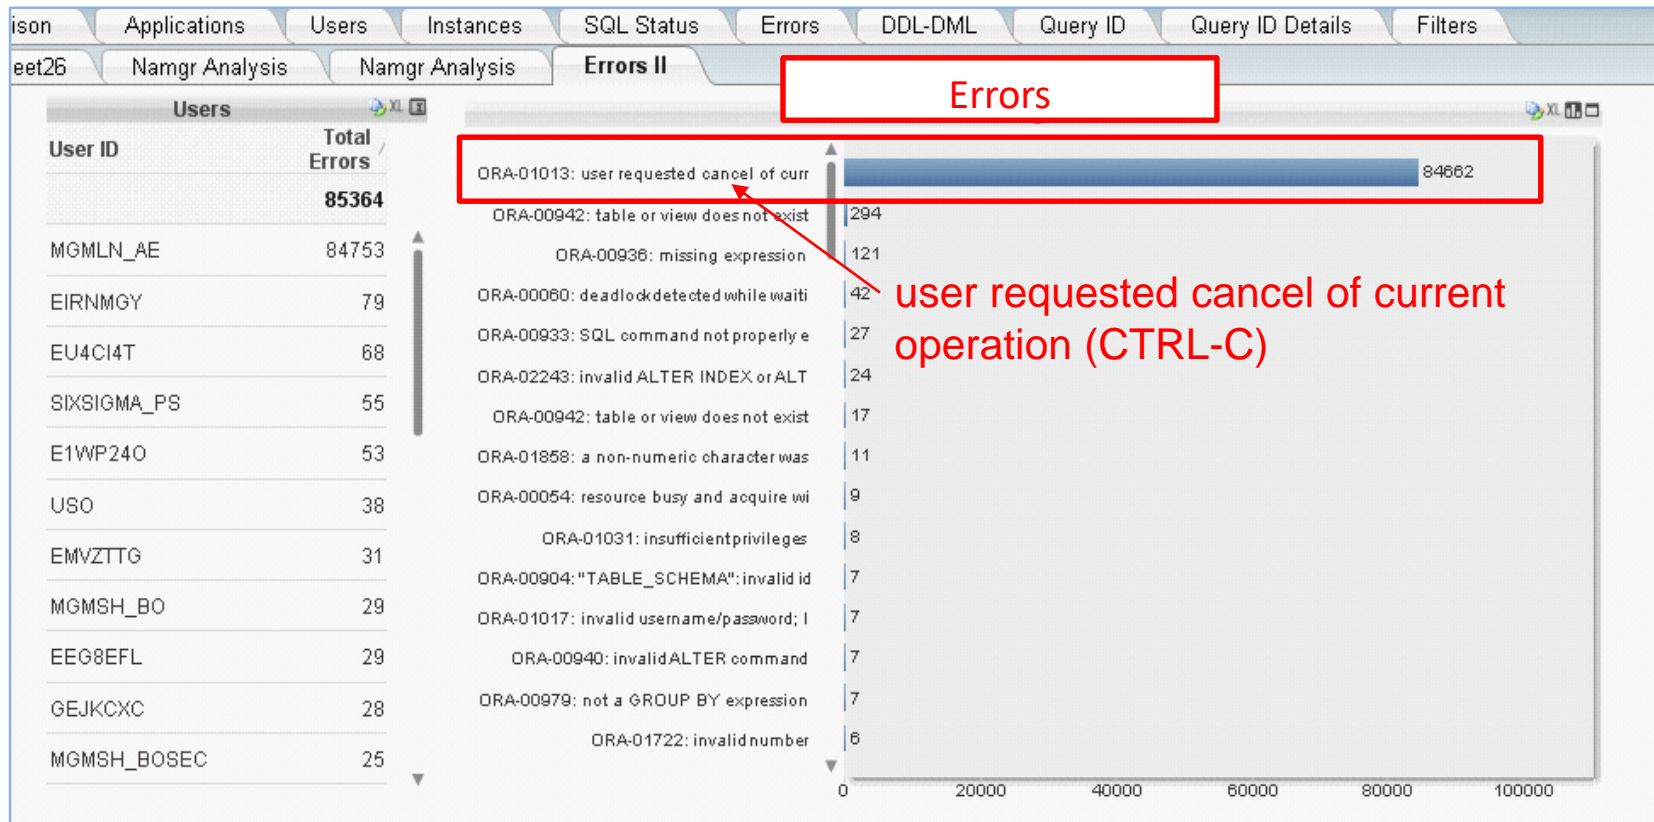 ison Applications Users Instances SQL Status Errors DDL-DML Query ID Query ID Details Filters
eet26 Namgr Analysis Namgr Analysis Errors II
Errors
Users XL
XL
User ID Total Errors
85364
MGMLN_AE 84753
EIRNMGY 79
EU4CI4T 68
SIXSIGMA_PS 55
E1WP24O 53
USO 38
EMVZTTG 31
MGMSH_BO 29
EEG8EFL 29
GEJKCXC 28
MGMSH_BOSEC 25
ORA-01013: user requested cancel of curr 84662
ORA-00942: table or view does not exist 294
ORA-00936: missing expression 121
ORA-00060: deadlock detected while waiti 42
ORA-00933: SQL command not properly e 27
ORA-02243: invalid ALTER INDEX or ALT 24
ORA-00942: table or view does not exist 17
ORA-01858: a non-numeric character was 11
ORA-00054: resource busy and acquire wi 9
ORA-01031: insufficient privileges 8
ORA-00904: "TABLE_SCHEMA": invalid id 7
ORA-01017: invalid username/password; l 7
ORA-00940: invalid ALTER command 7
ORA-00979: not a GROUP BY expression 7
ORA-01722: invalid number 6
0 20000 40000 60000 80000 100000
user requested cancel of current
operation (CTRL-C)